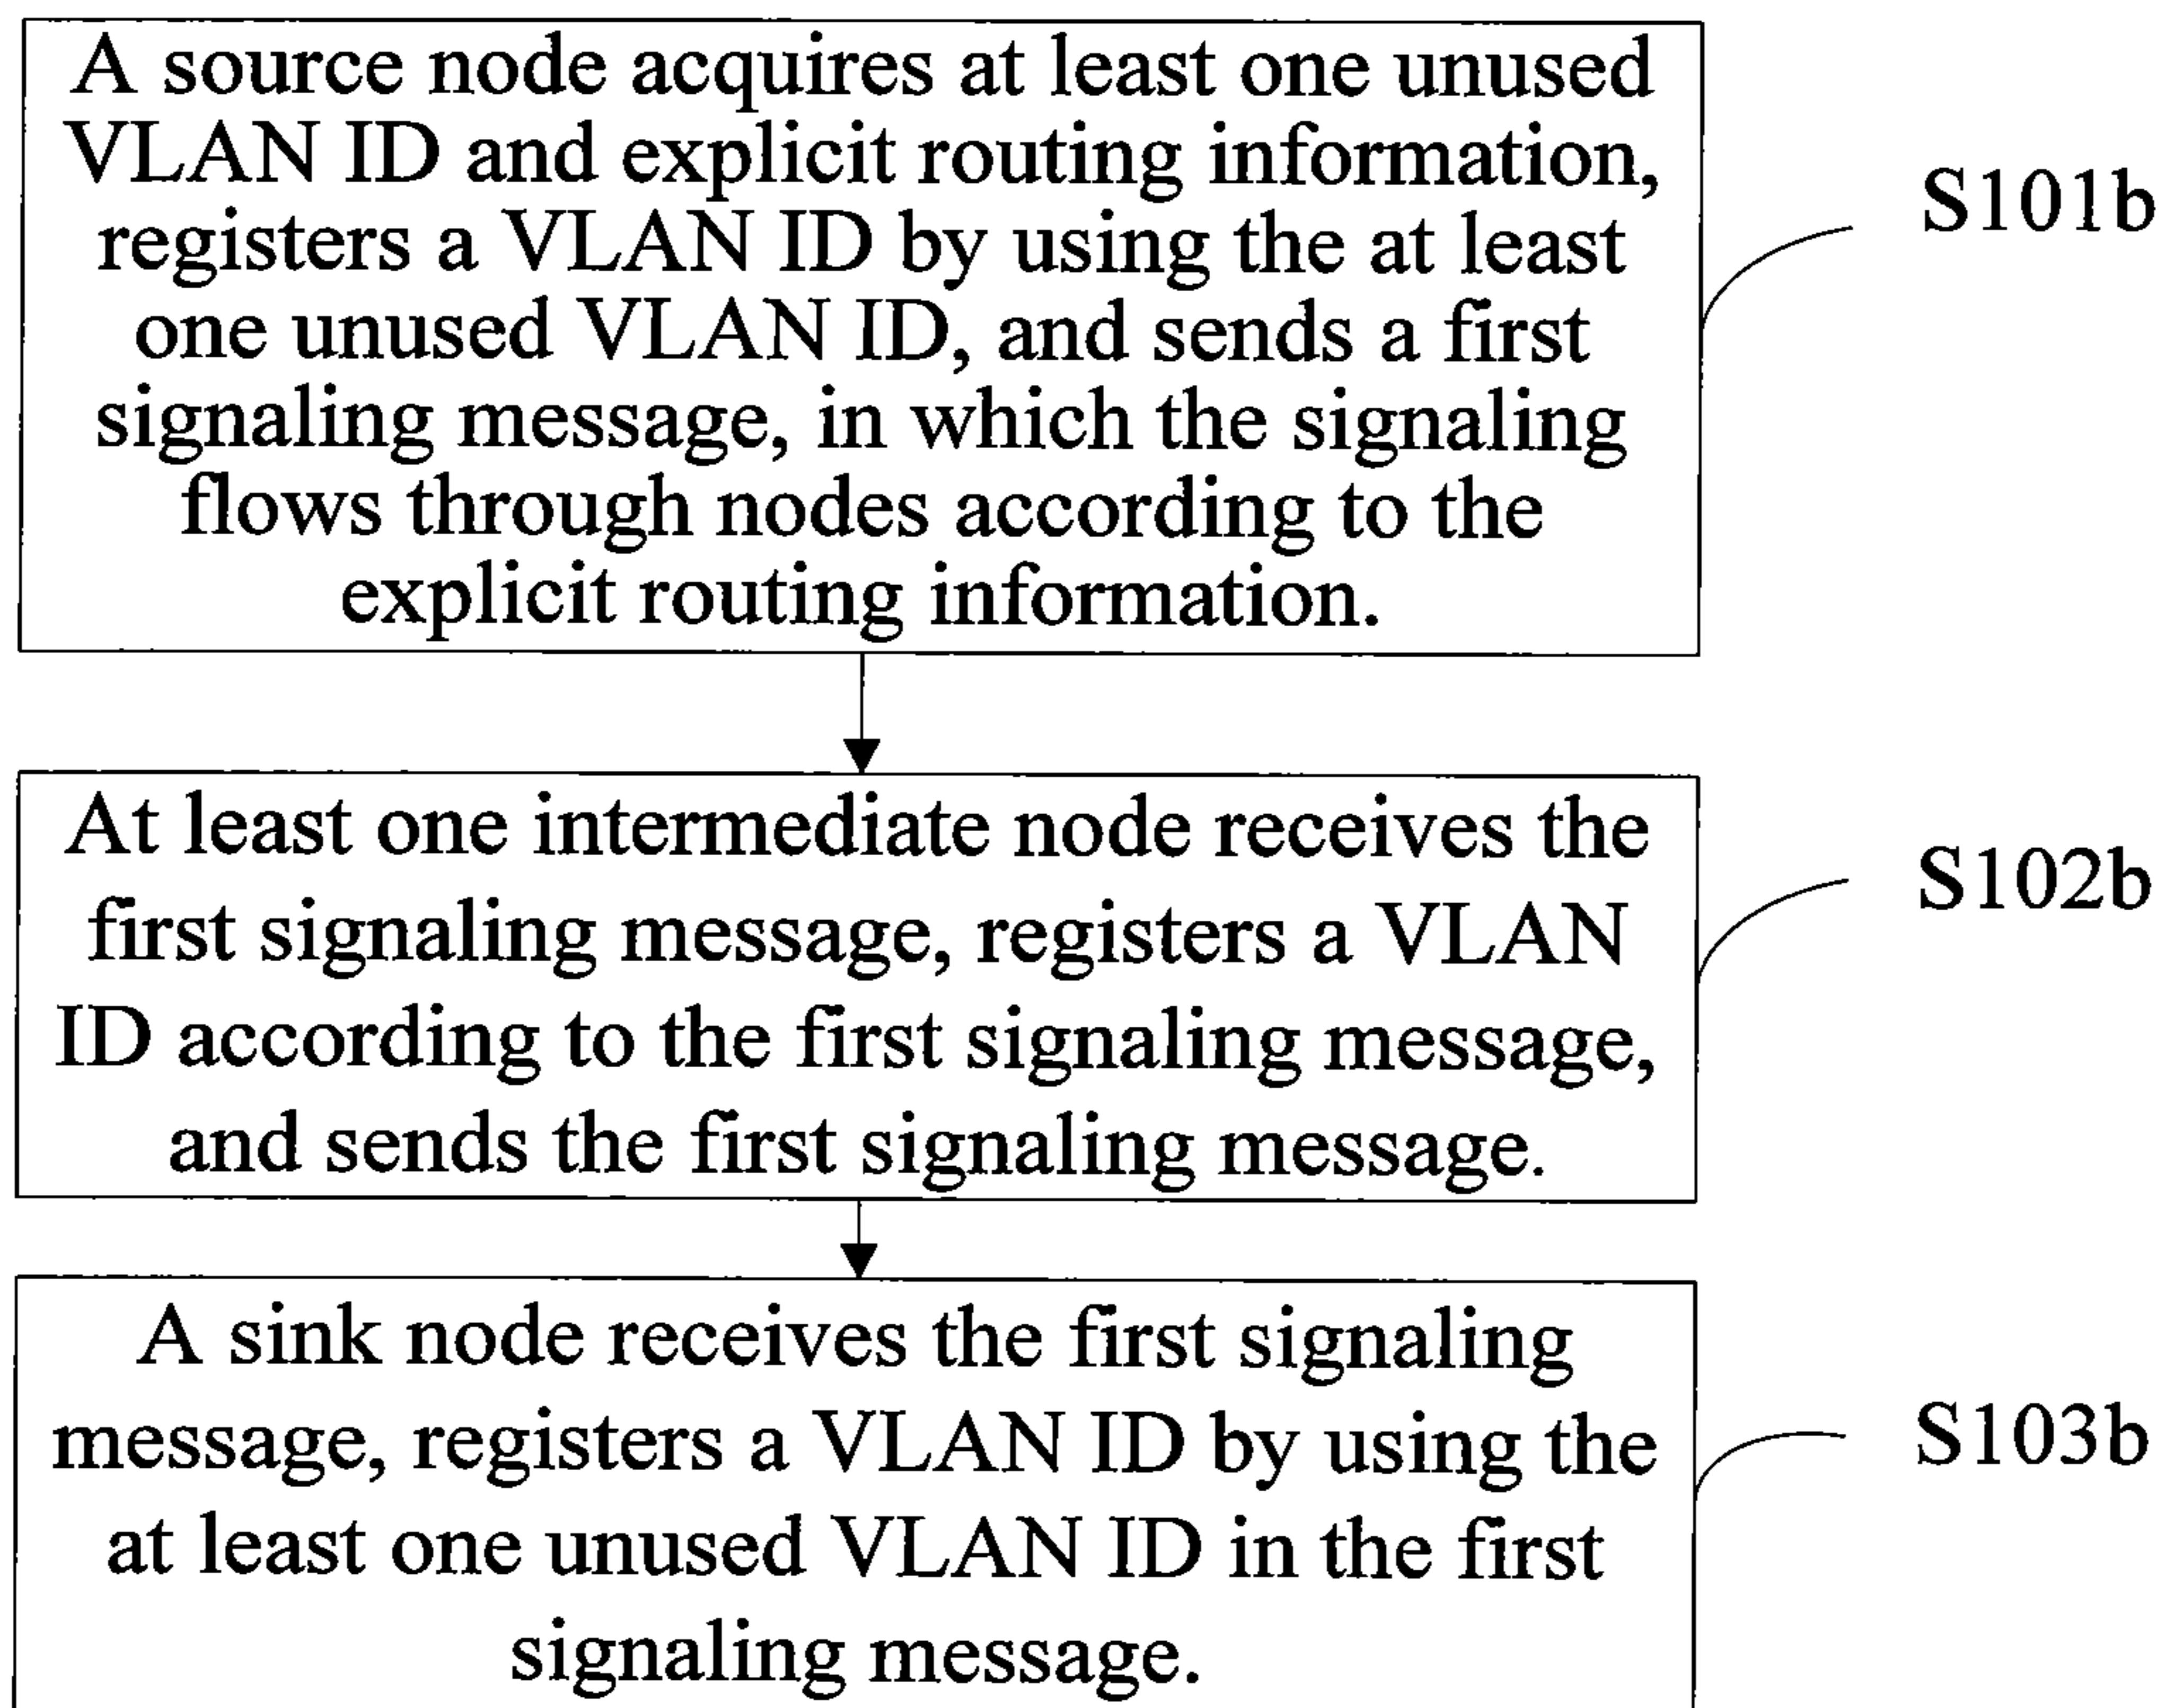 A source node acquires at least one unused
VLAN ID and explicit routing information,
registers a VLAN ID by using the at least
one unused VLAN ID, and sends a first
signaling message, in which the signaling
flows through nodes according to the
explicit routing information.
S101b
At least one intermediate node receives the
first signaling message, registers a VLAN
ID according to the first signaling message,
and sends the first signaling message.
S102b
A sink node receives the first signaling
message, registers a VLAN ID by using the
at least one unused VLAN ID in the first
signaling message.
S103b